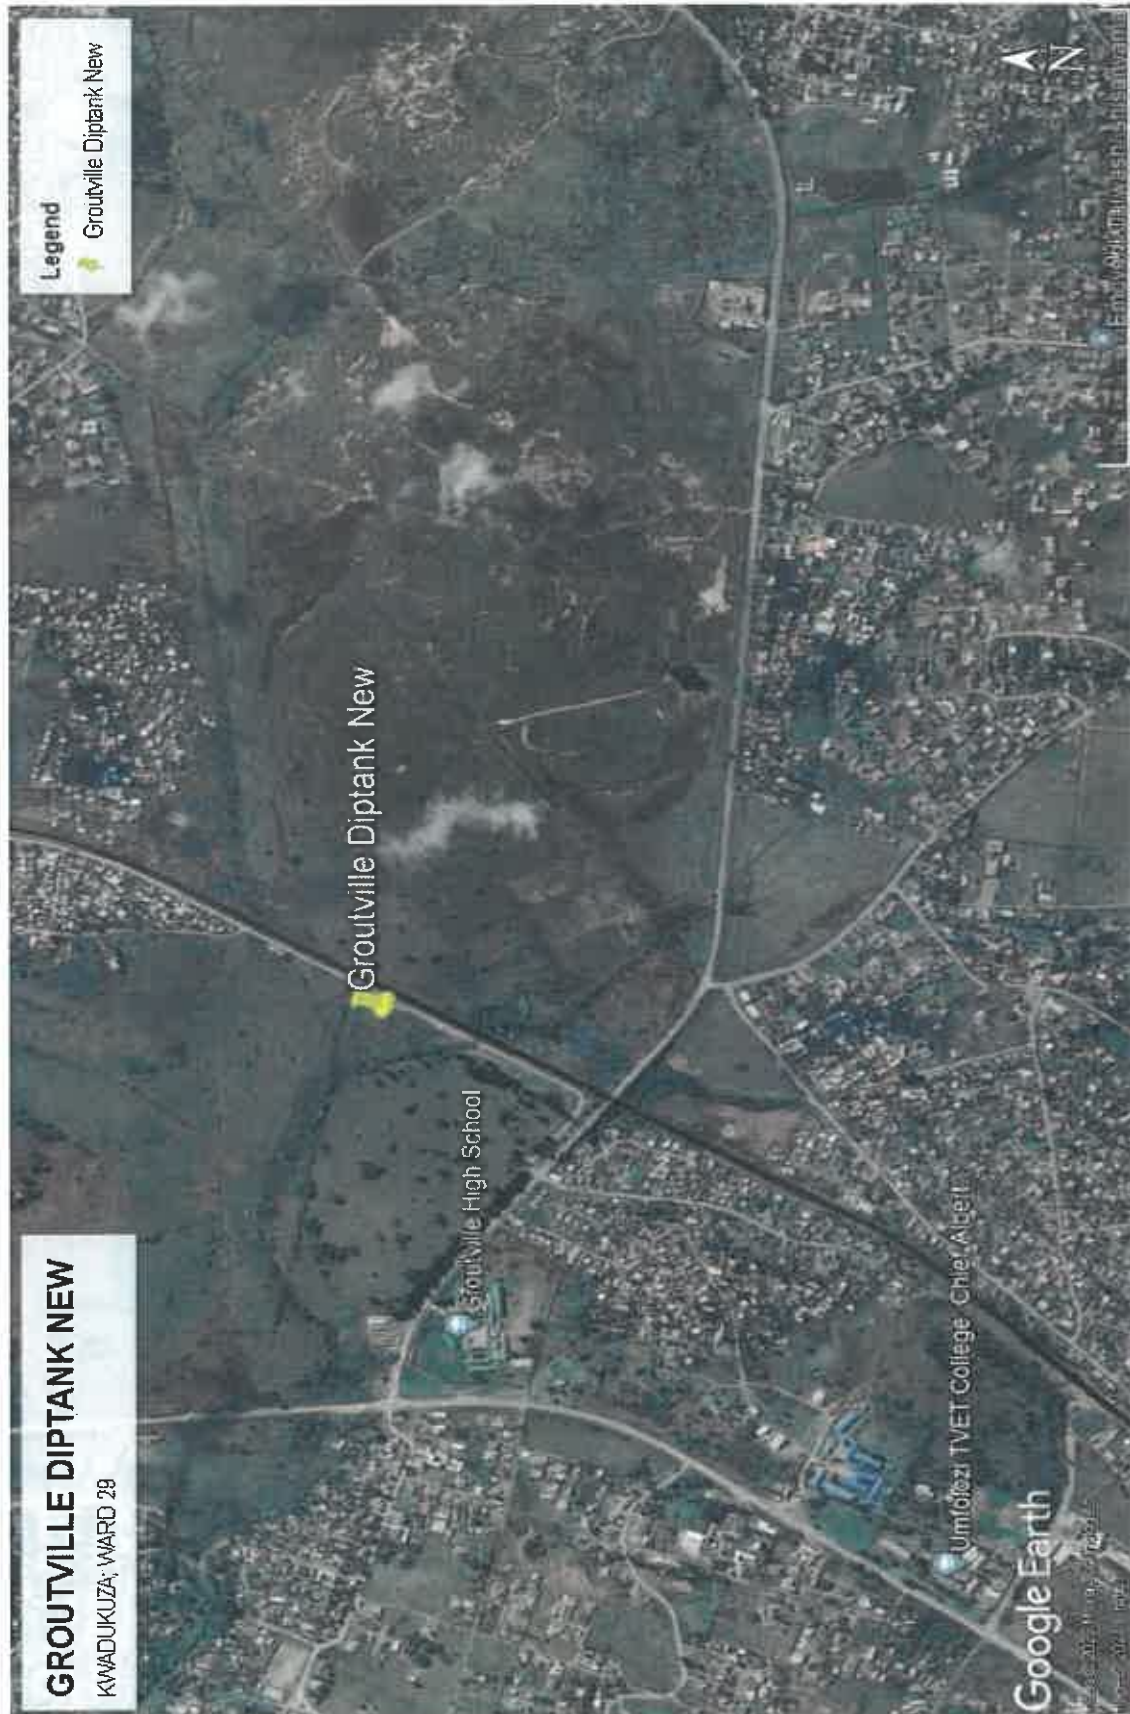 GROUTVILLE DIPTANK NEW
KWADUKUZA; WARD 29
Legend
Groutville Diptank New
Groutville Diptank New
Groutville High School
Umfolozi TVET College Chief Albert
Google Earth
N